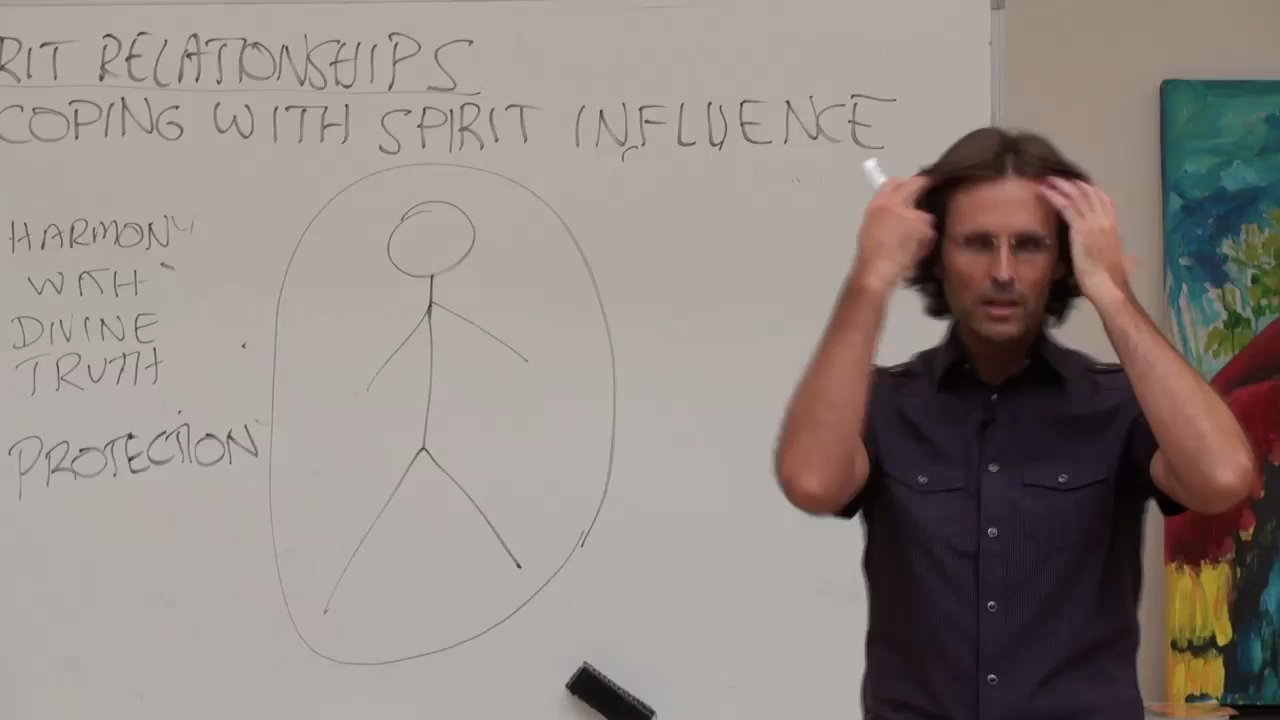 RIT RELATIONSHIPS
COPING WITH SPIRIT INFLUENCE
HARMONY
WITH
DIVINE
TRUTH
PROTECTION